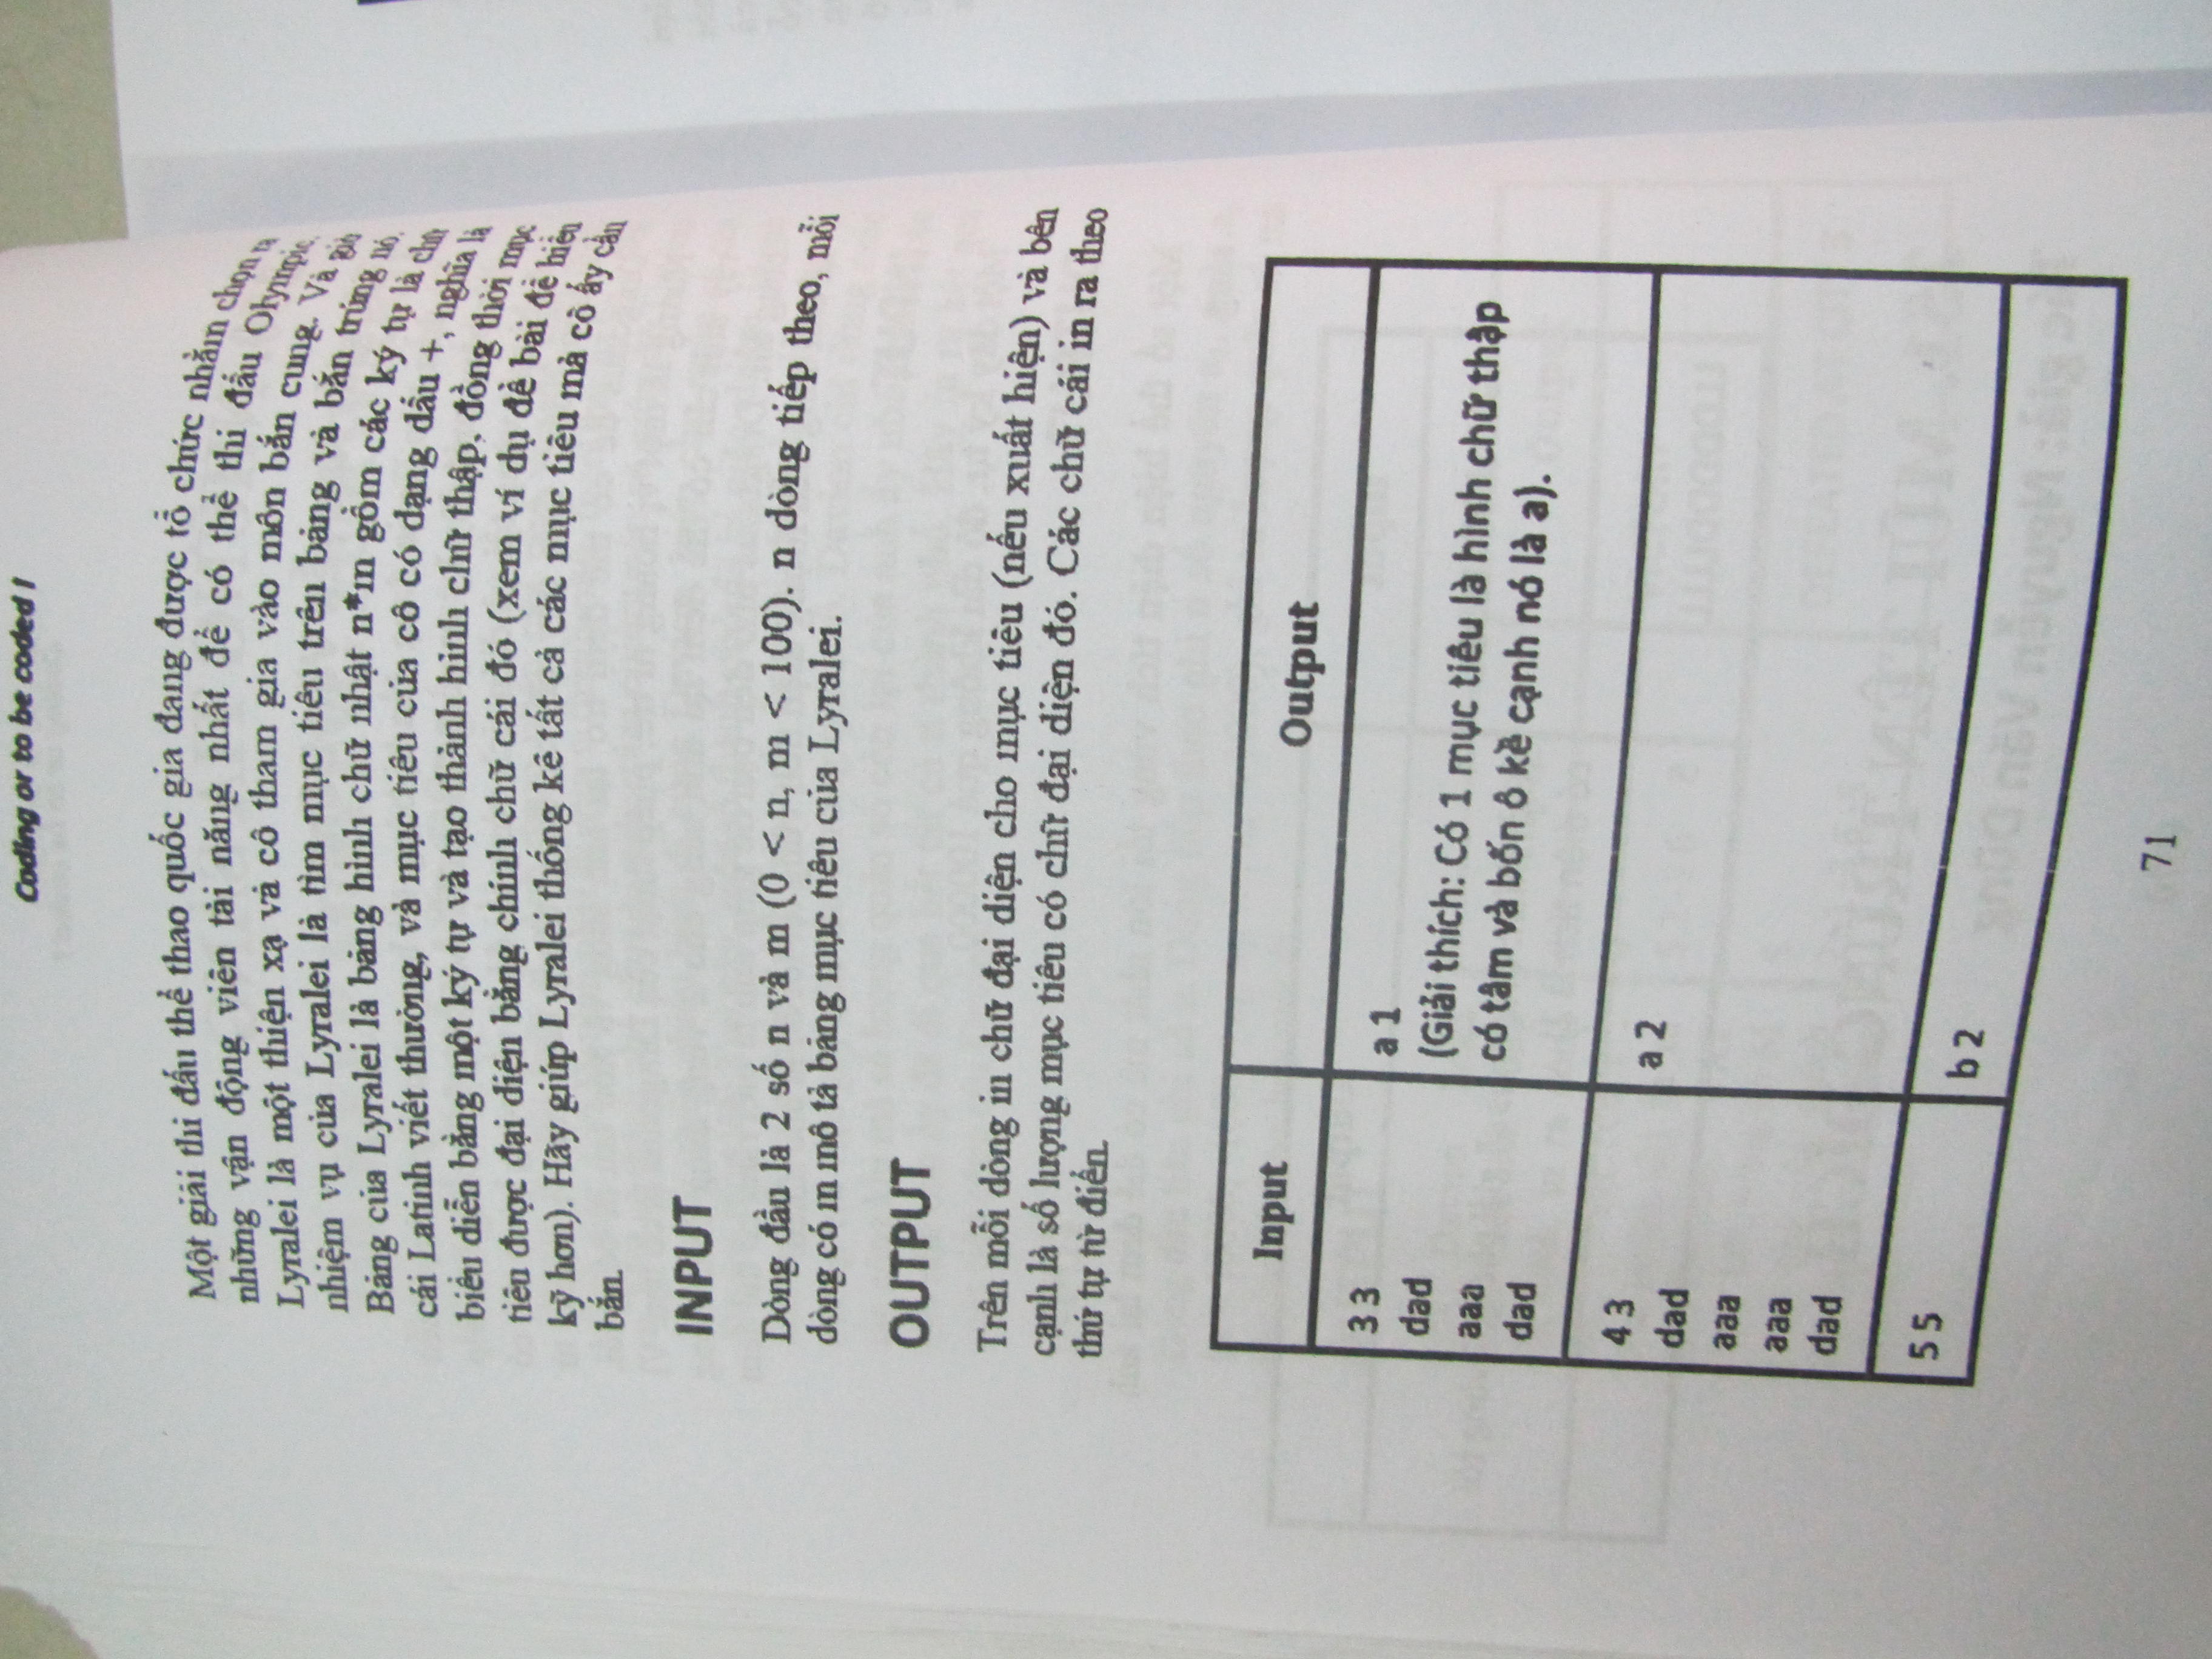 Coding or to be coded !
Một giải thi đấu thể thao quốc gia đang được tổ chức nhằm chọn ra
những vận động viên tài năng nhất để có thể thi đấu Olympic.
Lyralei là một thiện xạ và cô tham gia vào môn bắn cung. Và giờ
nhiệm vụ của Lyralei là tìm mục tiêu trên bảng và bắn trúng nó.
Bảng của Lyralei là bảng hình chữ nhật n*m gồm các ký tự là chữ
cái Latinh viết thường, và mục tiêu của cô có dạng dấu +, nghĩa là
biểu diễn bằng một ký tự và tạo thành hình chữ thập, đồng thời mục
tiêu được đại diện bằng chính chữ cái đó (xem ví dụ đề bài để hiểu
kỹ hơn). Hãy giúp Lyralei thống kê tất cả các mục tiêu mà cô ấy cần
bắn.
INPUT
Dòng đầu là 2 số n và m (0 < n, m < 100). n dòng tiếp theo, mỗi
dòng có m mô tả bảng mục tiêu của Lyralei.
OUTPUT
Trên mỗi dòng in chữ đại diện cho mục tiêu (nếu xuất hiện) và bên
cạnh là số lượng mục tiêu có chữ đại diện đó. Các chữ cái in ra theo
thứ tự từ điển.
Input
Output
3 3
dad
aaa
dad
a 1
(Giải thích: Có 1 mục tiêu là hình chữ thập
có tâm và bốn ô kề cạnh nó là a).
4 3
dad
aaa
aaa
dad
a 2
5 5
b 2
71